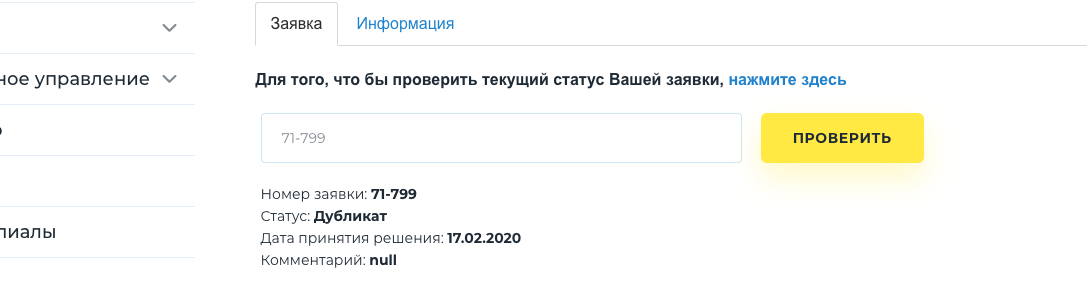 Заявка Информация
ное управление
Для того, что бы проверить текущий статус Вашей заявки, нажмите здесь
71-799 ПРОВЕРИТЬ
Номер заявки: 71-799
Статус: Дубликат
лиалы
Дата принятия решения: 17.02.2020
Комментарий: null